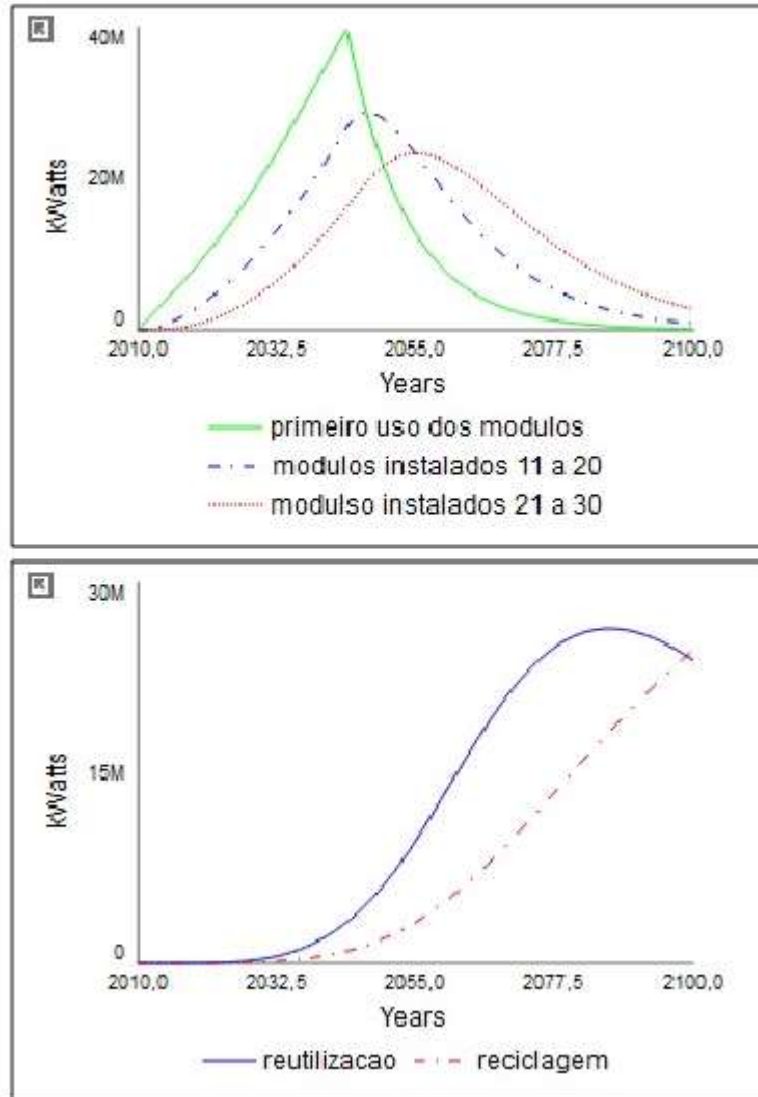 40M
20M
0
kWatts
2010,0 2032,5 2055,0 2077,5 2100,0
Years
primeiro uso dos modulos
modulos instalados 11 a 20
modulso instalados 21 a 30
30M
15M
0
kWatts
2010,0 2032,5 2055,0 2077,5 2100,0
Years
reutilizacao reciclagem